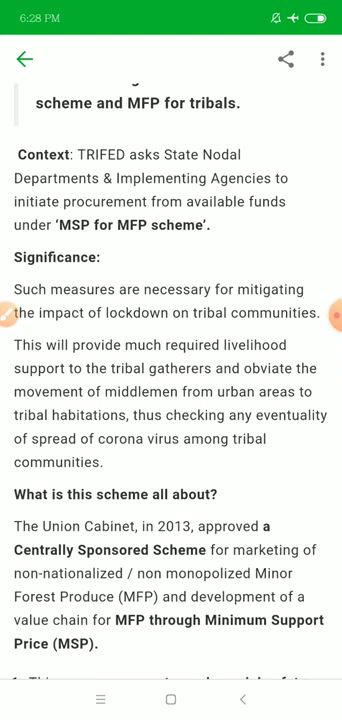 6:28 PM
scheme and MFP for tribals.
Context: TRIFED asks State Nodal
Departments & Implementing Agencies to
initiate procurement from available funds
under ‘MSP for MFP scheme’.
Significance:
Such measures are necessary for mitigating
the impact of lockdown on tribal communities.
This will provide much required livelihood
support to the tribal gatherers and obviate the
movement of middlemen from urban areas to
tribal habitations, thus checking any eventuality
of spread of corona virus among tribal
communities.
What is this scheme all about?
The Union Cabinet, in 2013, approved a
Centrally Sponsored Scheme for marketing of
non-nationalized / non monopolized Minor
Forest Produce (MFP) and development of a
value chain for MFP through Minimum Support
Price (MSP).